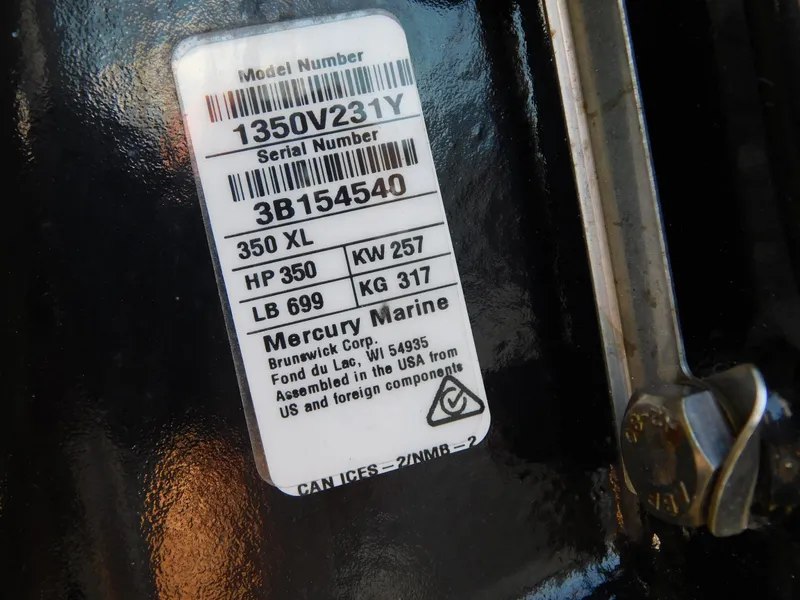 Model Number
1350V231Y
Serial Number
3B154540
350 XL
HP 350 KW 257
LB 699 KG 317
Mercury Marine
Brunswick Corp.
Fond du Lac, WI 54935
Assembled in the USA from
US and foreign components
CAN ICES-2/NMB-2